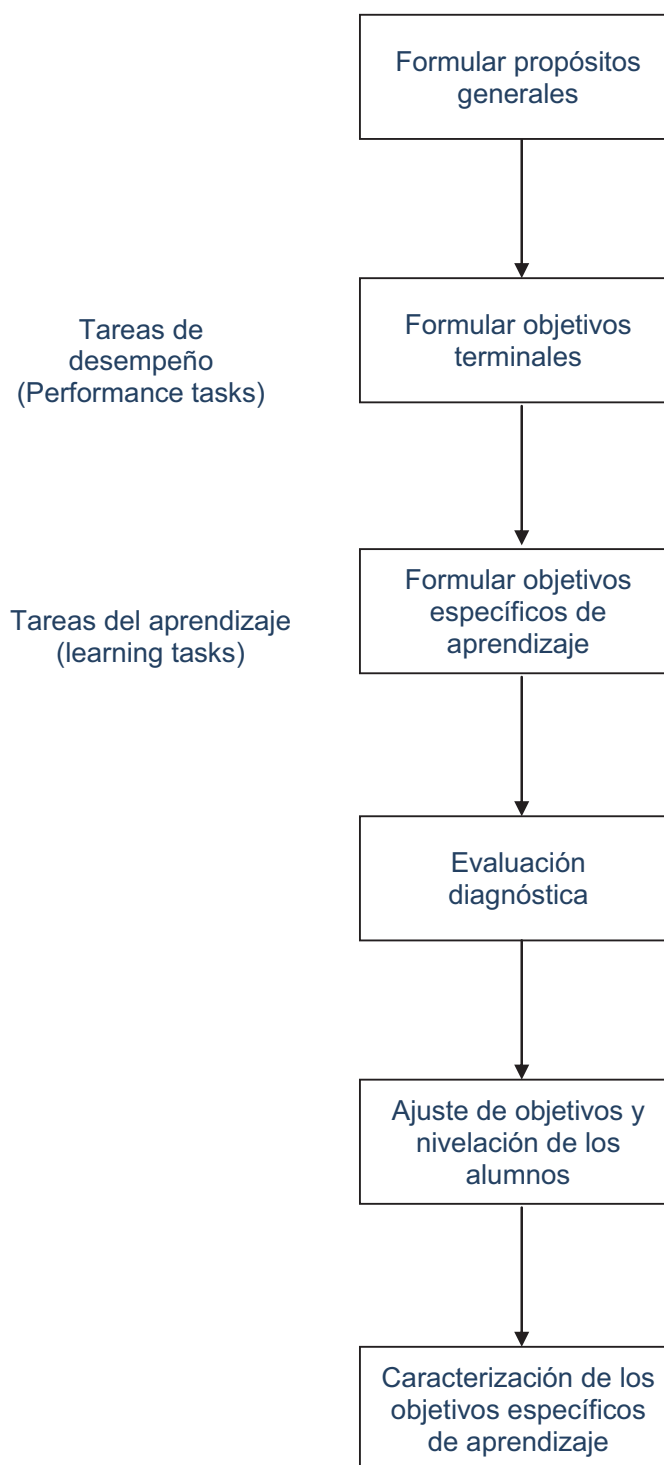 Formular propósitos
generales
Tareas de
desempeño
(Performance tasks)
Formular objetivos
terminales
Tareas del aprendizaje
(learning tasks)
Formular objetivos
específicos de
aprendizaje
Evaluación
diagnóstica
Ajuste de objetivos y
nivelación de los
alumnos
Caracterización de los
objetivos específicos
de aprendizaje